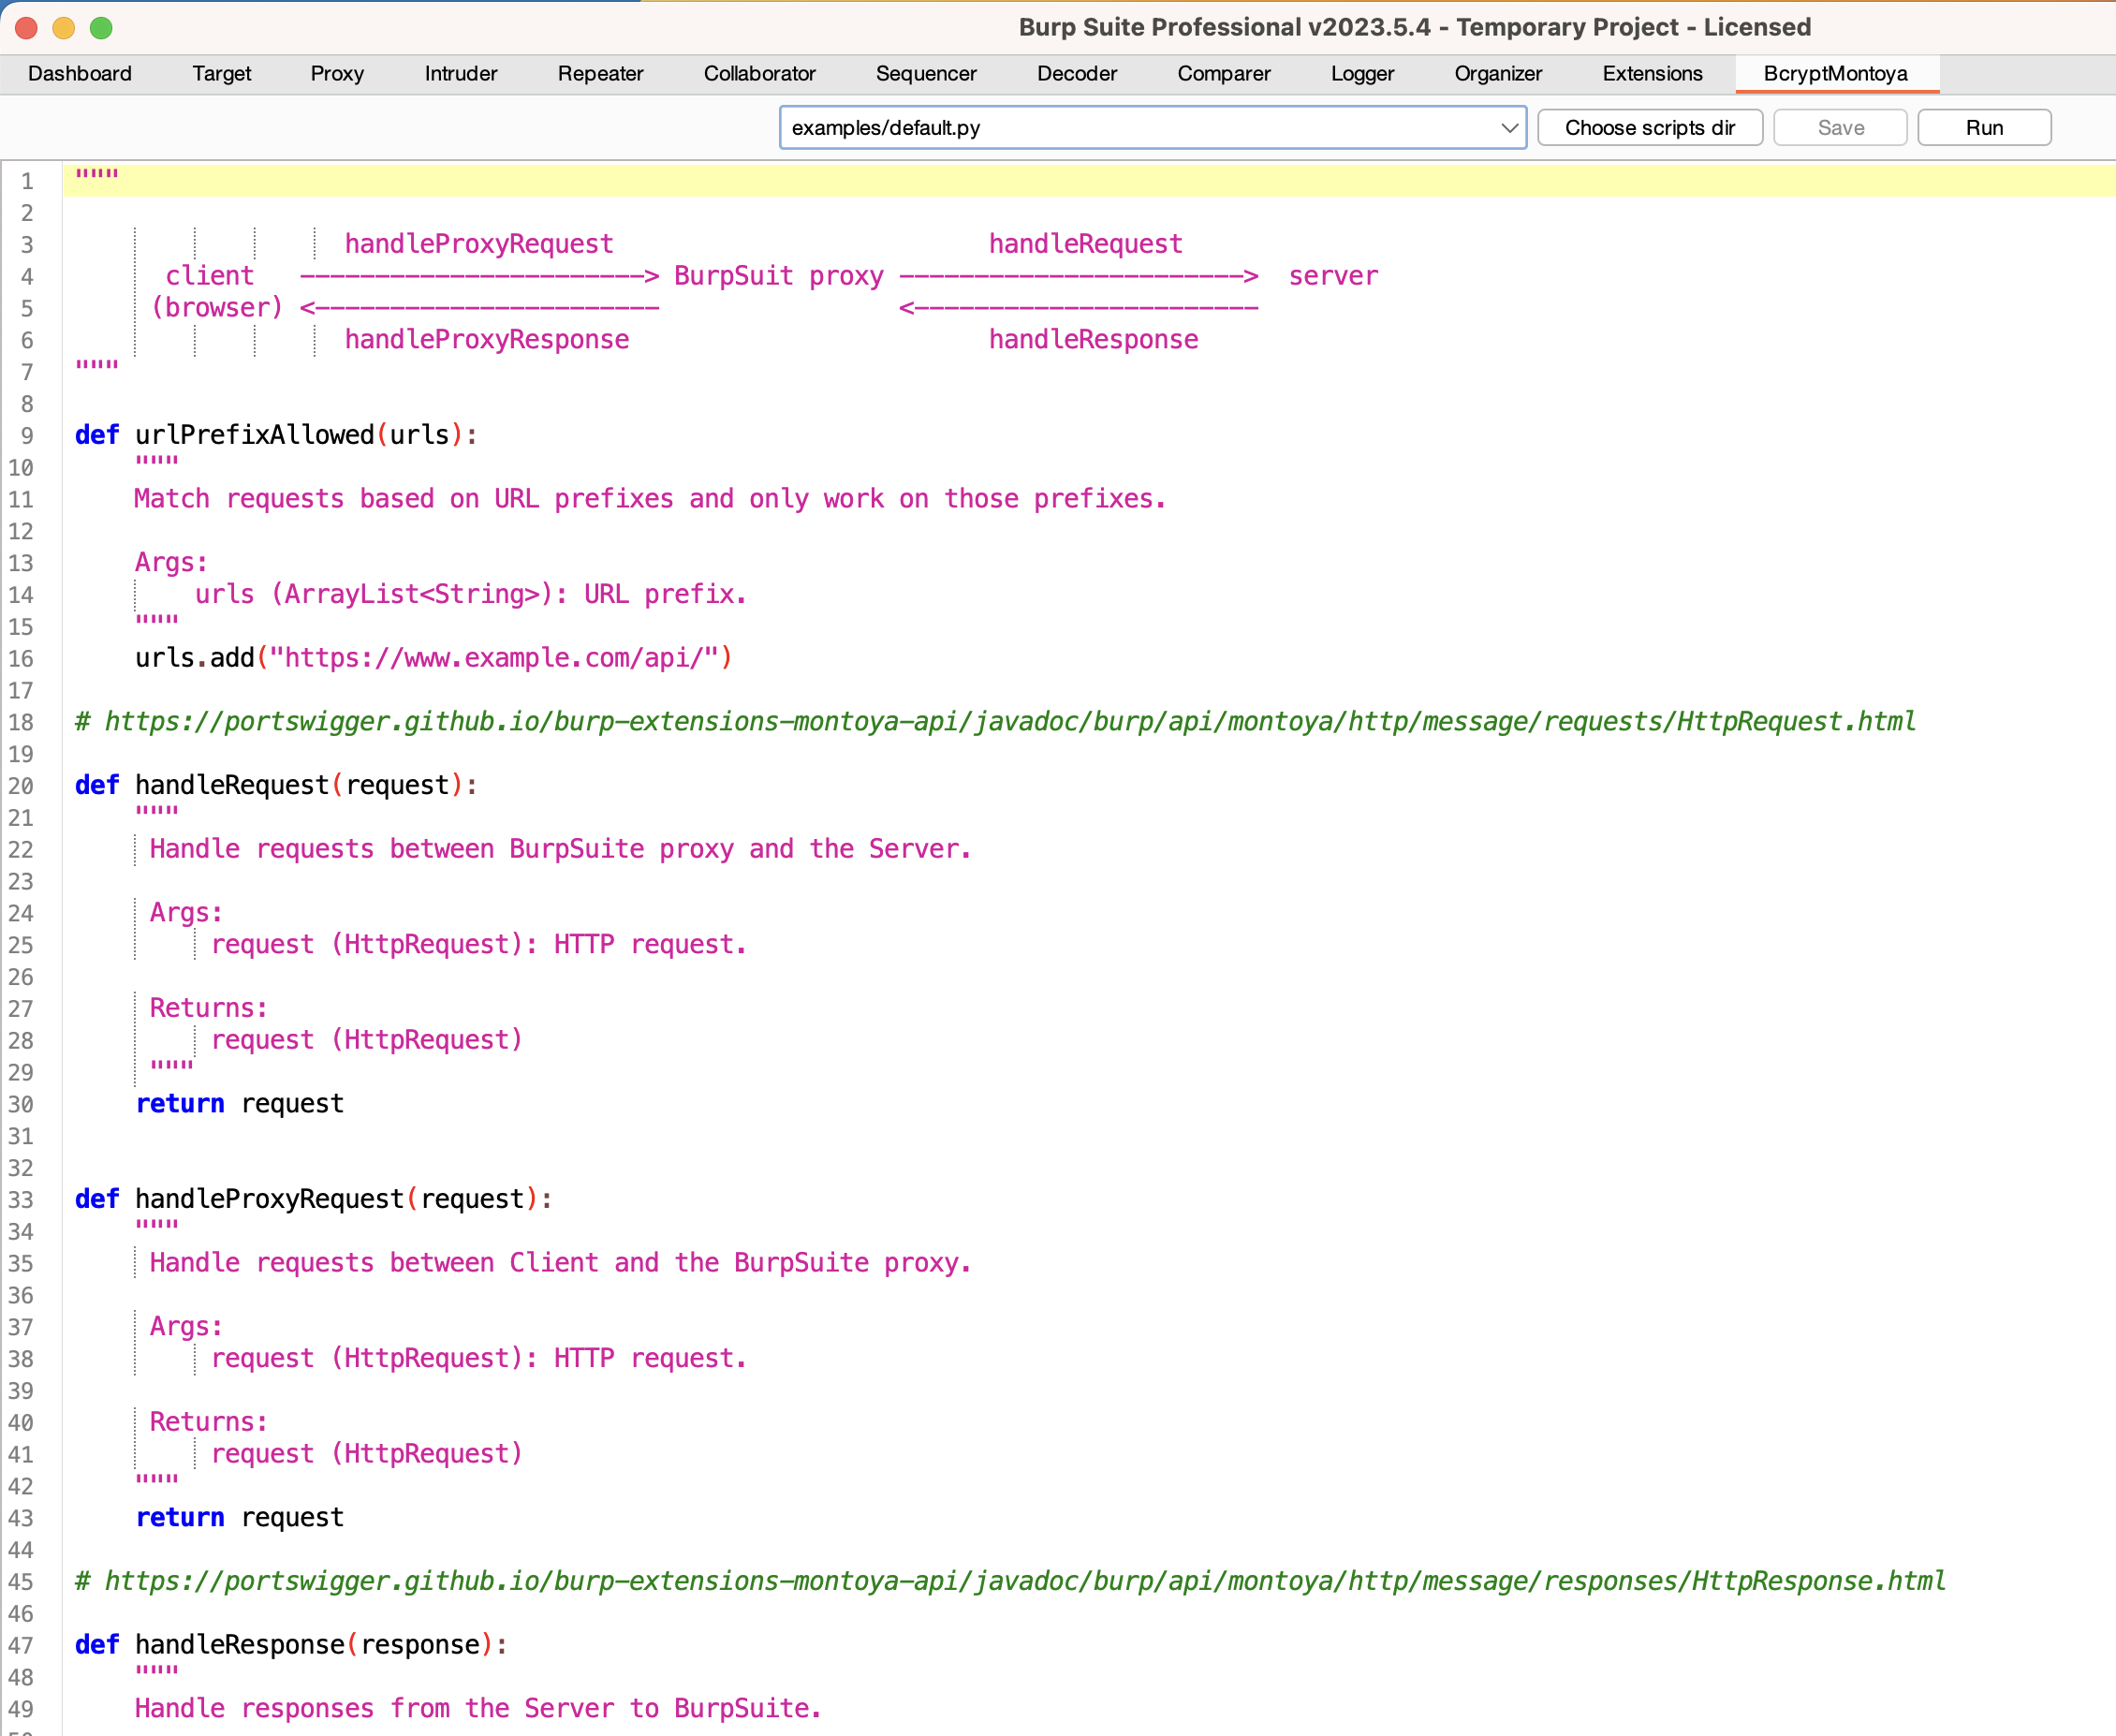 Burp Suite Professional v2023.5.4 - Temporary Project - Licensed
Dashboard Target Proxy Intruder Repeater Collaborator Sequencer Decoder Comparer Logger Organizer Extensions BcryptMontoya
examples/default.py Choose scripts dir Save Run
1 """
2
3 handleProxyRequest handleRequest
4 client -----------------------> BurpSuit proxy -----------------------> server
5 (browser) <----------------------- <-----------------------
6 handleProxyResponse handleResponse
7 """
8
9 def urlPrefixAllowed(urls):
10 """
11 Match requests based on URL prefixes and only work on those prefixes.
12
13 Args:
14 urls (ArrayList<String>): URL prefix.
15 """
16 urls.add("https://www.example.com/api/")
17
18 # https://portswigger.github.io/burp-extensions-montoya-api/javadoc/burp/api/montoya/http/message/requests/HttpRequest.html
19
20 def handleRequest(request):
21 """
22 Handle requests between BurpSuite proxy and the Server.
23
24 Args:
25 request (HttpRequest): HTTP request.
26
27 Returns:
28 request (HttpRequest)
29 """
30 return request
31
32
33 def handleProxyRequest(request):
34 """
35 Handle requests between Client and the BurpSuite proxy.
36
37 Args:
38 request (HttpRequest): HTTP request.
39
40 Returns:
41 request (HttpRequest)
42 """
43 return request
44
45 # https://portswigger.github.io/burp-extensions-montoya-api/javadoc/burp/api/montoya/http/message/responses/HttpResponse.html
46
47 def handleResponse(response):
48 """
49 Handle responses from the Server to BurpSuite.